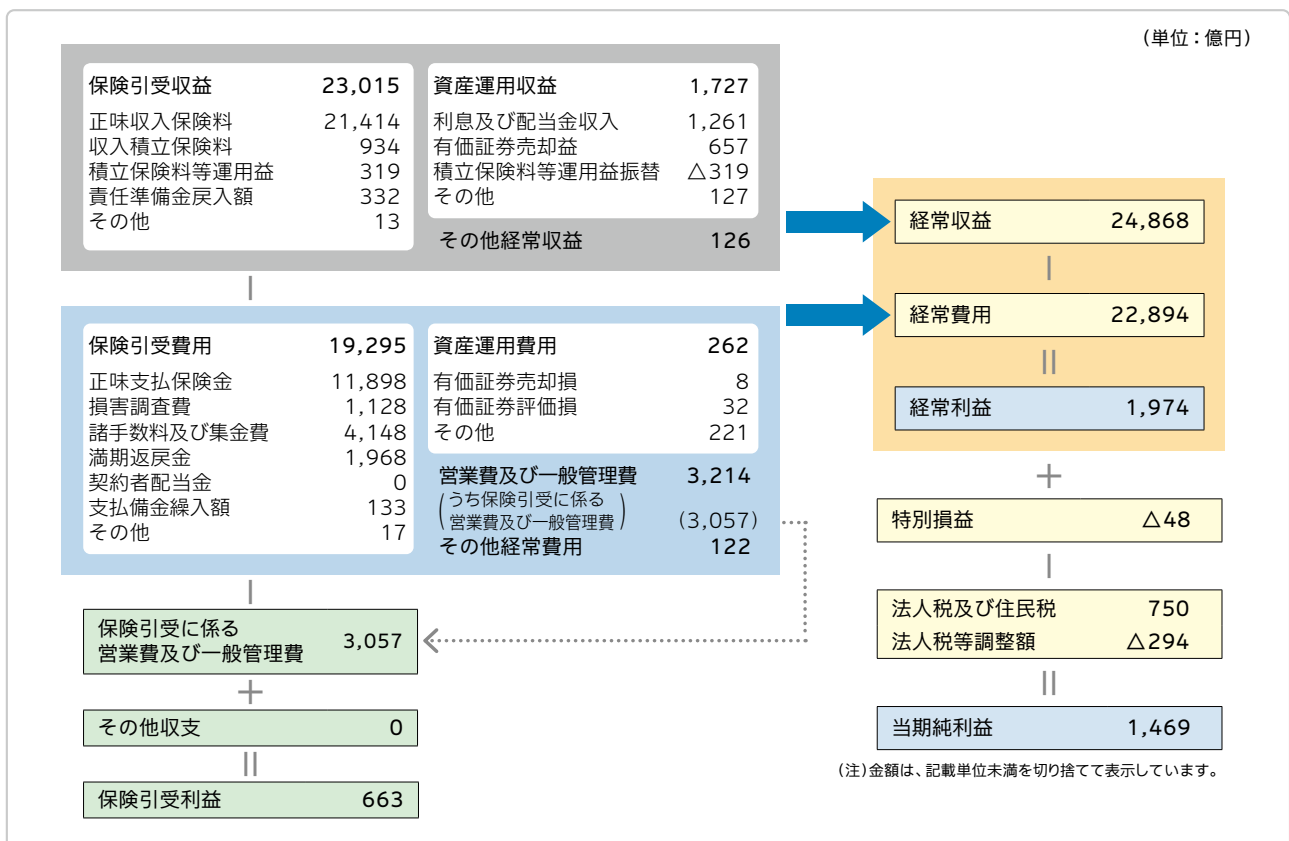 (単位：億円)
保険引受収益 23,015
正味収入保険料 21,414
収入積立保険料 934
積立保険料等運用益 319
責任準備金戻入額 332
その他 13
資産運用収益 1,727
利息及び配当金収入 1,261
有価証券売却益 657
積立保険料等運用益振替 △319
その他 127
その他経常収益 126
－
保険引受費用 19,295
正味支払保険金 11,898
損害調査費 1,128
諸手数料及び集金費 4,148
満期返戻金 1,968
契約者配当金 0
支払備金繰入額 133
その他 17
資産運用費用 262
有価証券売却損 8
有価証券評価損 32
その他 221
営業費及び一般管理費 3,214
(うち保険引受に係る
営業費及び一般管理費) (3,057)
その他経常費用 122
保険引受に係る
営業費及び一般管理費 3,057
＋
その他収支 0
保険引受利益 663
経常収益 24,868
経常費用 22,894
経常利益 1,974
＋
特別損益 △48
法人税及び住民税 750
法人税等調整額 △294
当期純利益 1,469
(注)金額は、記載単位未満を切り捨てて表示しています。